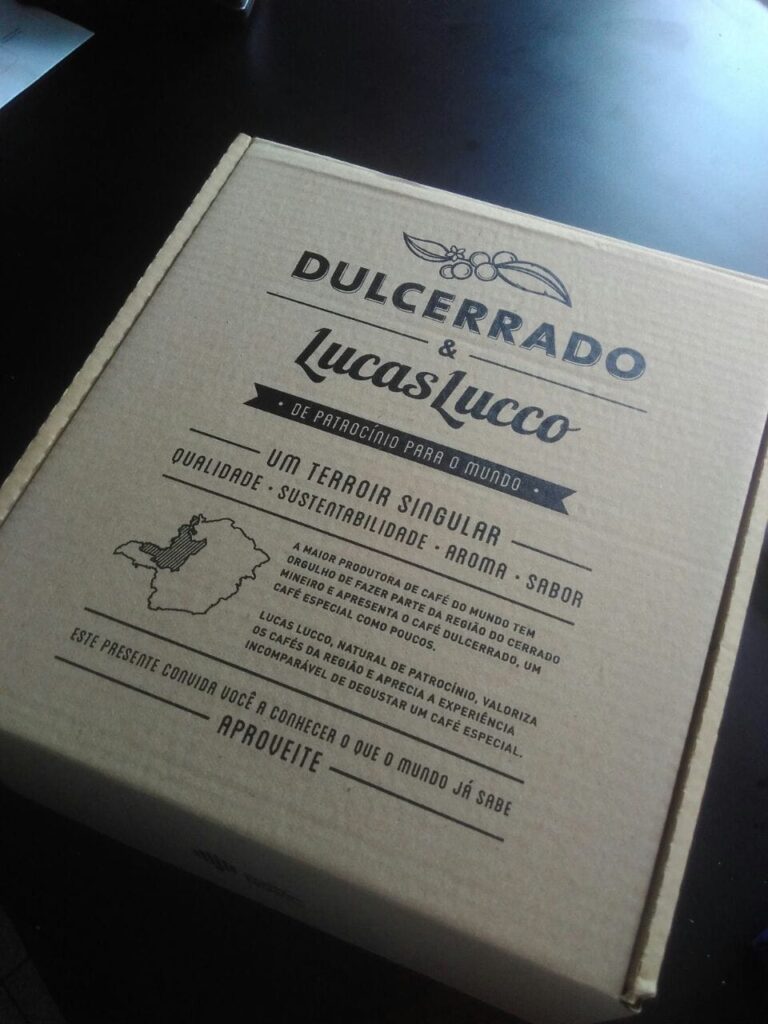 DULCERRADO
&
Lucas Lucco
• DE PATROCÍNIO PARA O MUNDO •
UM TERROIR SINGULAR
QUALIDADE • SUSTENTABILIDADE • AROMA • SABOR
A MAIOR PRODUTORA DE CAFÉ DO MUNDO TEM
ORGULHO DE FAZER PARTE DA REGIÃO DO CERRADO
MINEIRO E APRESENTA O CAFÉ DULCERRADO, UM
CAFÉ ESPECIAL COMO POUCOS.
LUCAS LUCCO, NATURAL DE PATROCÍNIO, VALORIZA
OS CAFÉS DA REGIÃO E APRECIA A EXPERIÊNCIA
INCOMPARÁVEL DE DEGUSTAR UM CAFÉ ESPECIAL.
ESTE PRESENTE CONVIDA VOCÊ A CONHECER O QUE O MUNDO JÁ SABE
APROVEITE